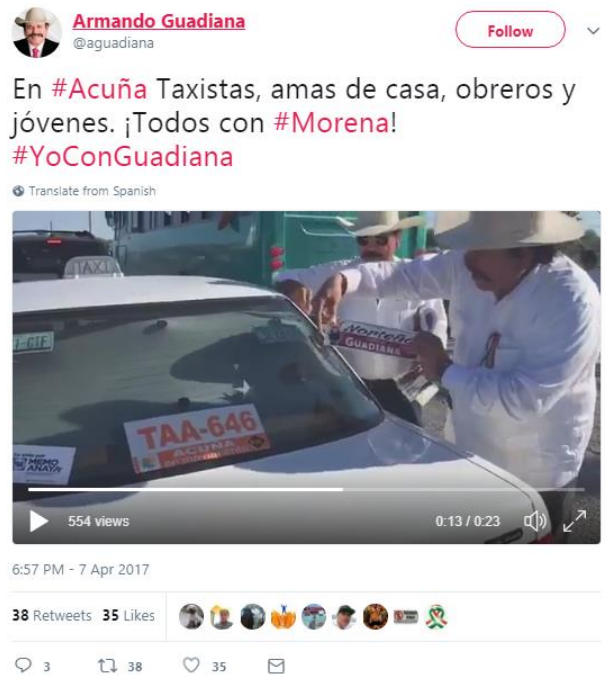 Armando Guadiana
@aguadiana
Follow
En #Acuña Taxistas, amas de casa, obreros y
jóvenes. ¡Todos con #Morena!
#YoConGuadiana
Translate from Spanish
TAXI
Norteño
GUADIANA
TAA-646
ACUÑA
MEMO
ANAYA
554 views
0:13 / 0:23
6:57 PM - 7 Apr 2017
38 Retweets 35 Likes
3 38 35